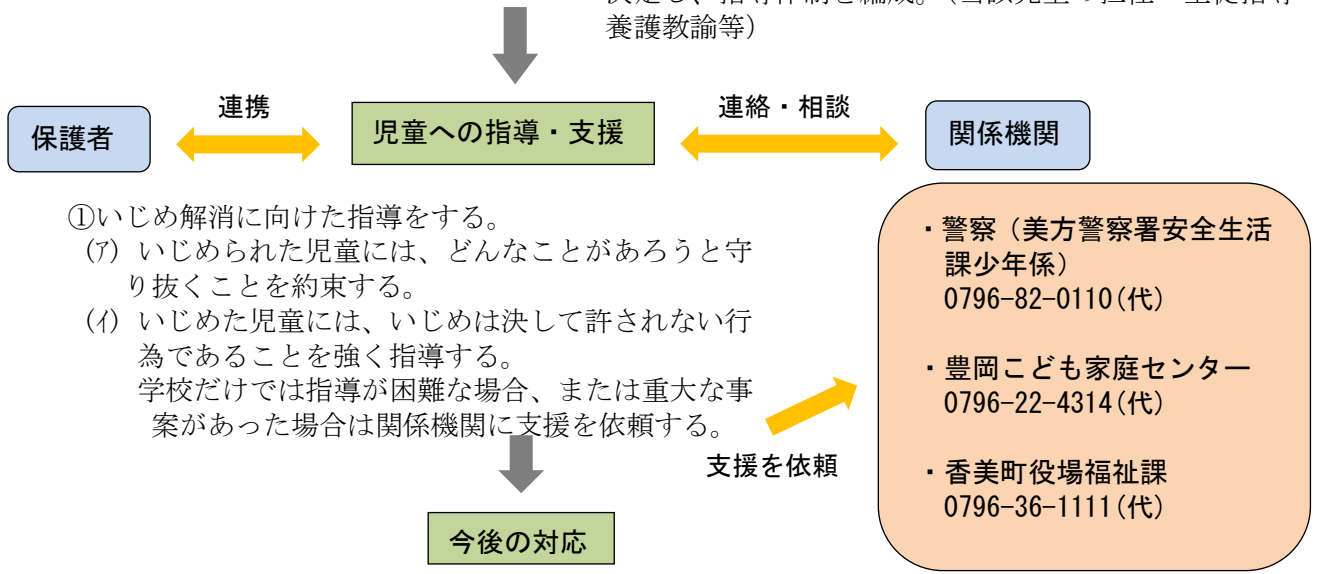 養護教諭等)
連携
連絡・相談
保護者
児童への指導・支援
関係機関
①いじめ解消に向けた指導をする。
(ｱ) いじめられた児童には、どんなことがあろうと守
り抜くことを約束する。
(ｲ) いじめた児童には、いじめは決して許されない行
為であることを強く指導する。
学校だけでは指導が困難な場合、または重大な事
案があった場合は関係機関に支援を依頼する。
支援を依頼
・警察（美方警察署安全生活
課少年係）
0796-82-0110(代)
・豊岡こども家庭センター
0796-22-4314(代)
・香美町役場福祉課
0796-36-1111(代)
今後の対応